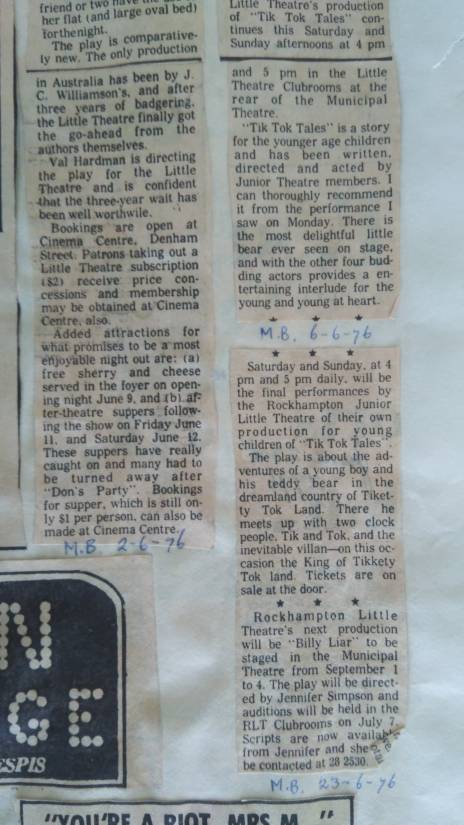 friend or two have the
her flat (and large oval bed)
forthenight.
The play is comparative-
ly new. The only production
in Australia has been by J.
C. Williamson's, and after
three years of badgering,
the Little Theatre finally got
the go-ahead from the
authors themselves.
Val Hardman is directing
the play for the Little
Theatre and is confident
that the three-year wait has
been well worthwile.
Bookings are open at
Cinema Centre, Denham
Street. Patrons taking out a
Little Theatre subscription
($2) receive price con-
cessions and membership
may be obtained at Cinema
Centre, also.
Added attractions for
what promises to be a most
enjoyable night out are: (a)
free sherry and cheese
served in the foyer on open-
ing night June 9, and (b) af-
ter-theatre suppers follow-
ing the show on Friday June
11, and Saturday June 12.
These suppers have really
caught on and many had to
be turned away after
"Don's Party". Bookings
for supper, which is still on-
ly $1 per person, can also be
made at Cinema Centre.
M.B. 2-6-76
N
GE
ESPIS
Little Theatre's production
of "Tik Tok Tales" con-
tinues this Saturday and
Sunday afternoons at 4 pm
and 5 pm in the Little
Theatre Clubrooms at the
rear of the Municipal
Theatre.
"Tik Tok Tales" is a story
for the younger age children
and has been written,
directed and acted by
Junior Theatre members. I
can thoroughly recommend
it from the performance I
saw on Monday. There is
the most delightful little
bear ever seen on stage,
and with the other four bud-
ding actors provides a en-
tertaining interlude for the
young and young at heart.
★ ★ ★
M.B. 6-6-76
★ ★ ★
Saturday and Sunday, at 4
pm and 5 pm daily, will be
the final performances by
the Rockhampton Junior
Little Theatre of their own
production for young
children of "Tik Tok Tales".
The play is about the ad-
ventures of a young boy and
his teddy bear in the
dreamland country of Tiket-
ty Tok Land. There he
meets up with two clock
people, Tik and Tok, and the
inevitable villan—on this oc-
casion the King of Tikkety
Tok land. Tickets are on
sale at the door.
★ ★ ★
Rockhampton Little
Theatre's next production
will be "Billy Liar" to be
staged in the Municipal
Theatre from September 1
to 4. The play will be direct-
ed by Jennifer Simpson and
auditions will be held in the
RLT Clubrooms on July 7.
Scripts are now
from Jennifer and she
be contacted at 28 2530.
M.B. 23-6-76
"YOU'RE A RIOT, MRS M